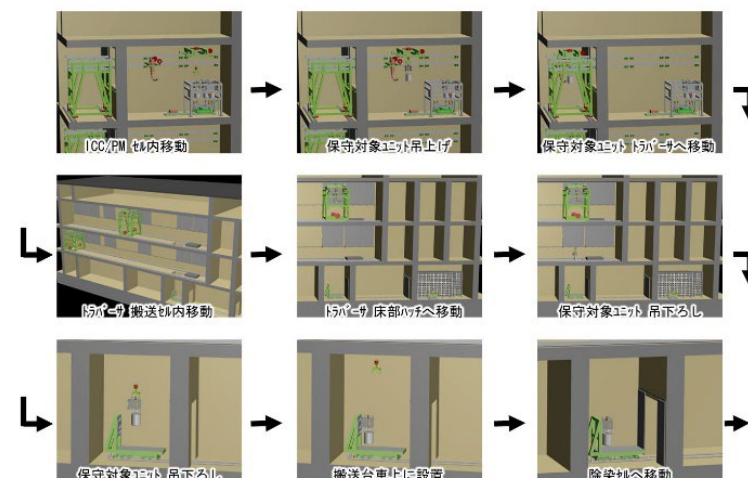 ICC/PM ｾﾙ内移動
保守対象ﾕﾆｯﾄ吊上げ
保守対象ﾕﾆｯﾄ ﾄﾗﾊﾞｰｻへ移動
ﾄﾗﾊﾞｰｻ 搬送ｾﾙ内移動
ﾄﾗﾊﾞｰｻ 床部ﾊｯﾁへ移動
保守対象ﾕﾆｯﾄ 吊下ろし
保守対象ﾕﾆｯﾄ 吊下ろし
搬送台車上に設置
除染ｾﾙへ移動